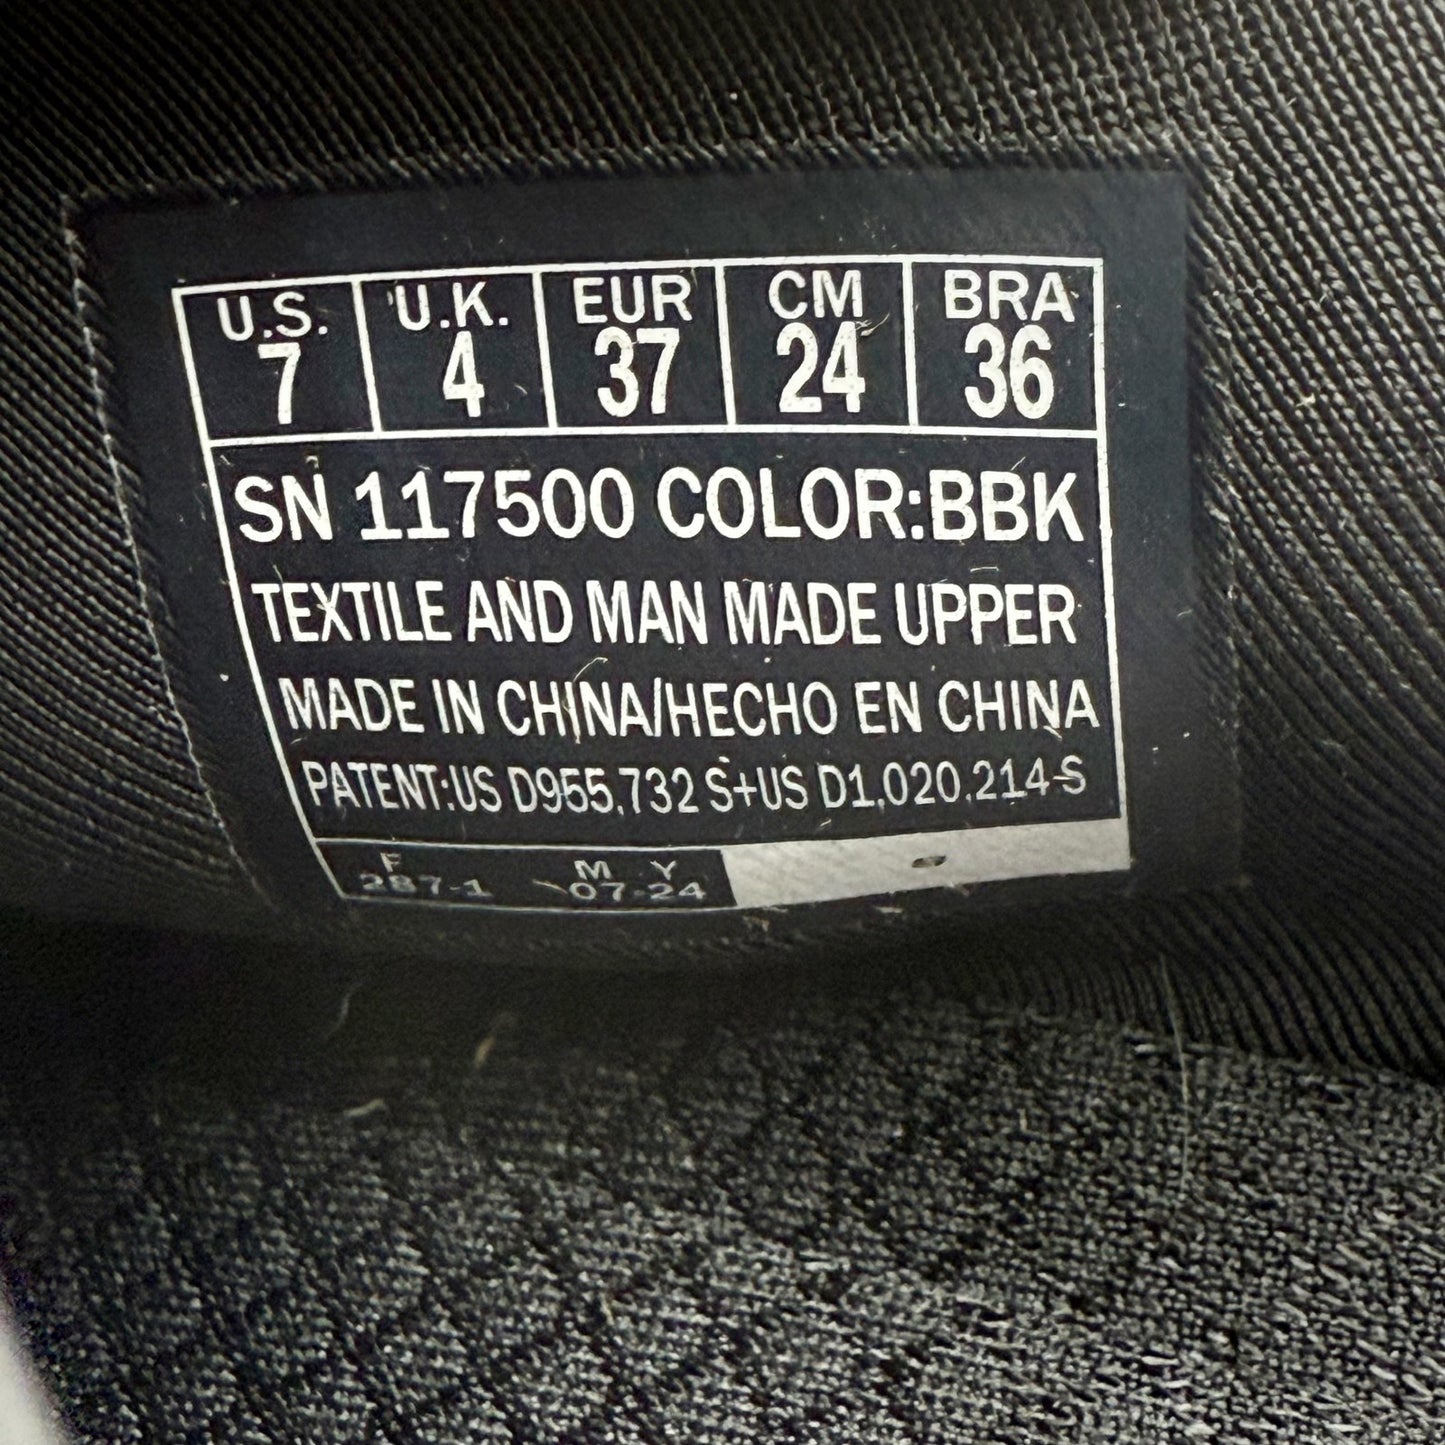 U.S. U.K. EUR CM BRA
7 4 37 24 36
SN 117500 COLOR:BBK
TEXTILE AND MAN MADE UPPER
MADE IN CHINA/HECHO EN CHINA
PATENT:US D955,732 S+US D1,020,214 S
F M Y
287-1 07-24